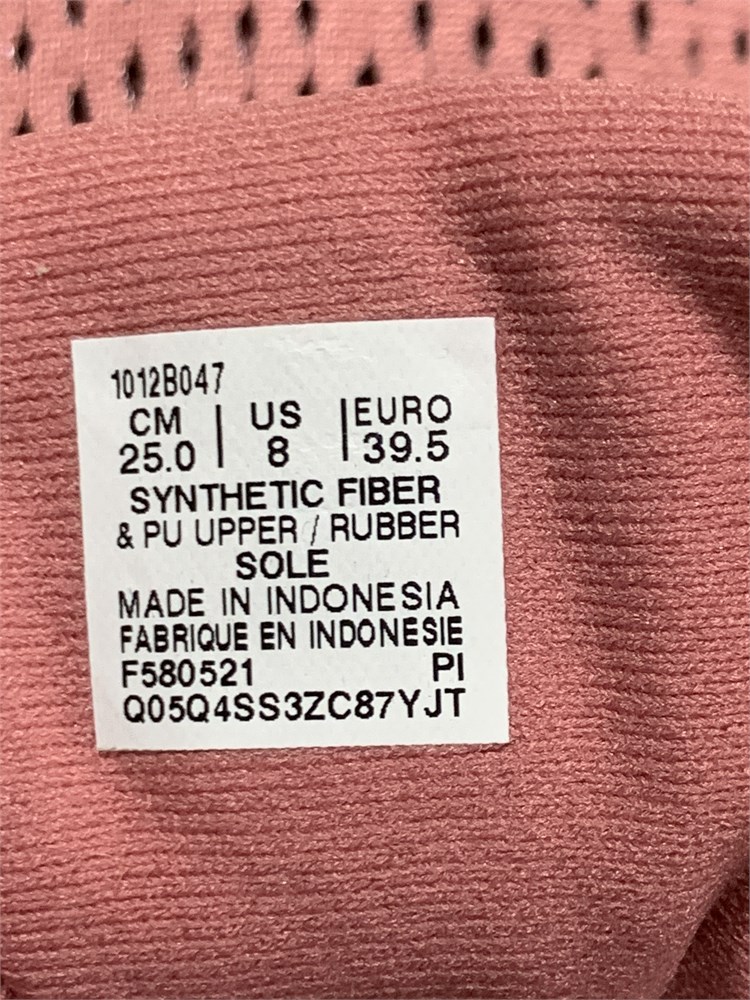 1012B047
CM | US | EURO
25.0 | 8 | 39.5
SYNTHETIC FIBER
& PU UPPER / RUBBER
SOLE
MADE IN INDONESIA
FABRIQUE EN INDONESIE
F580521 PI
Q05Q4SS3ZC87YJT